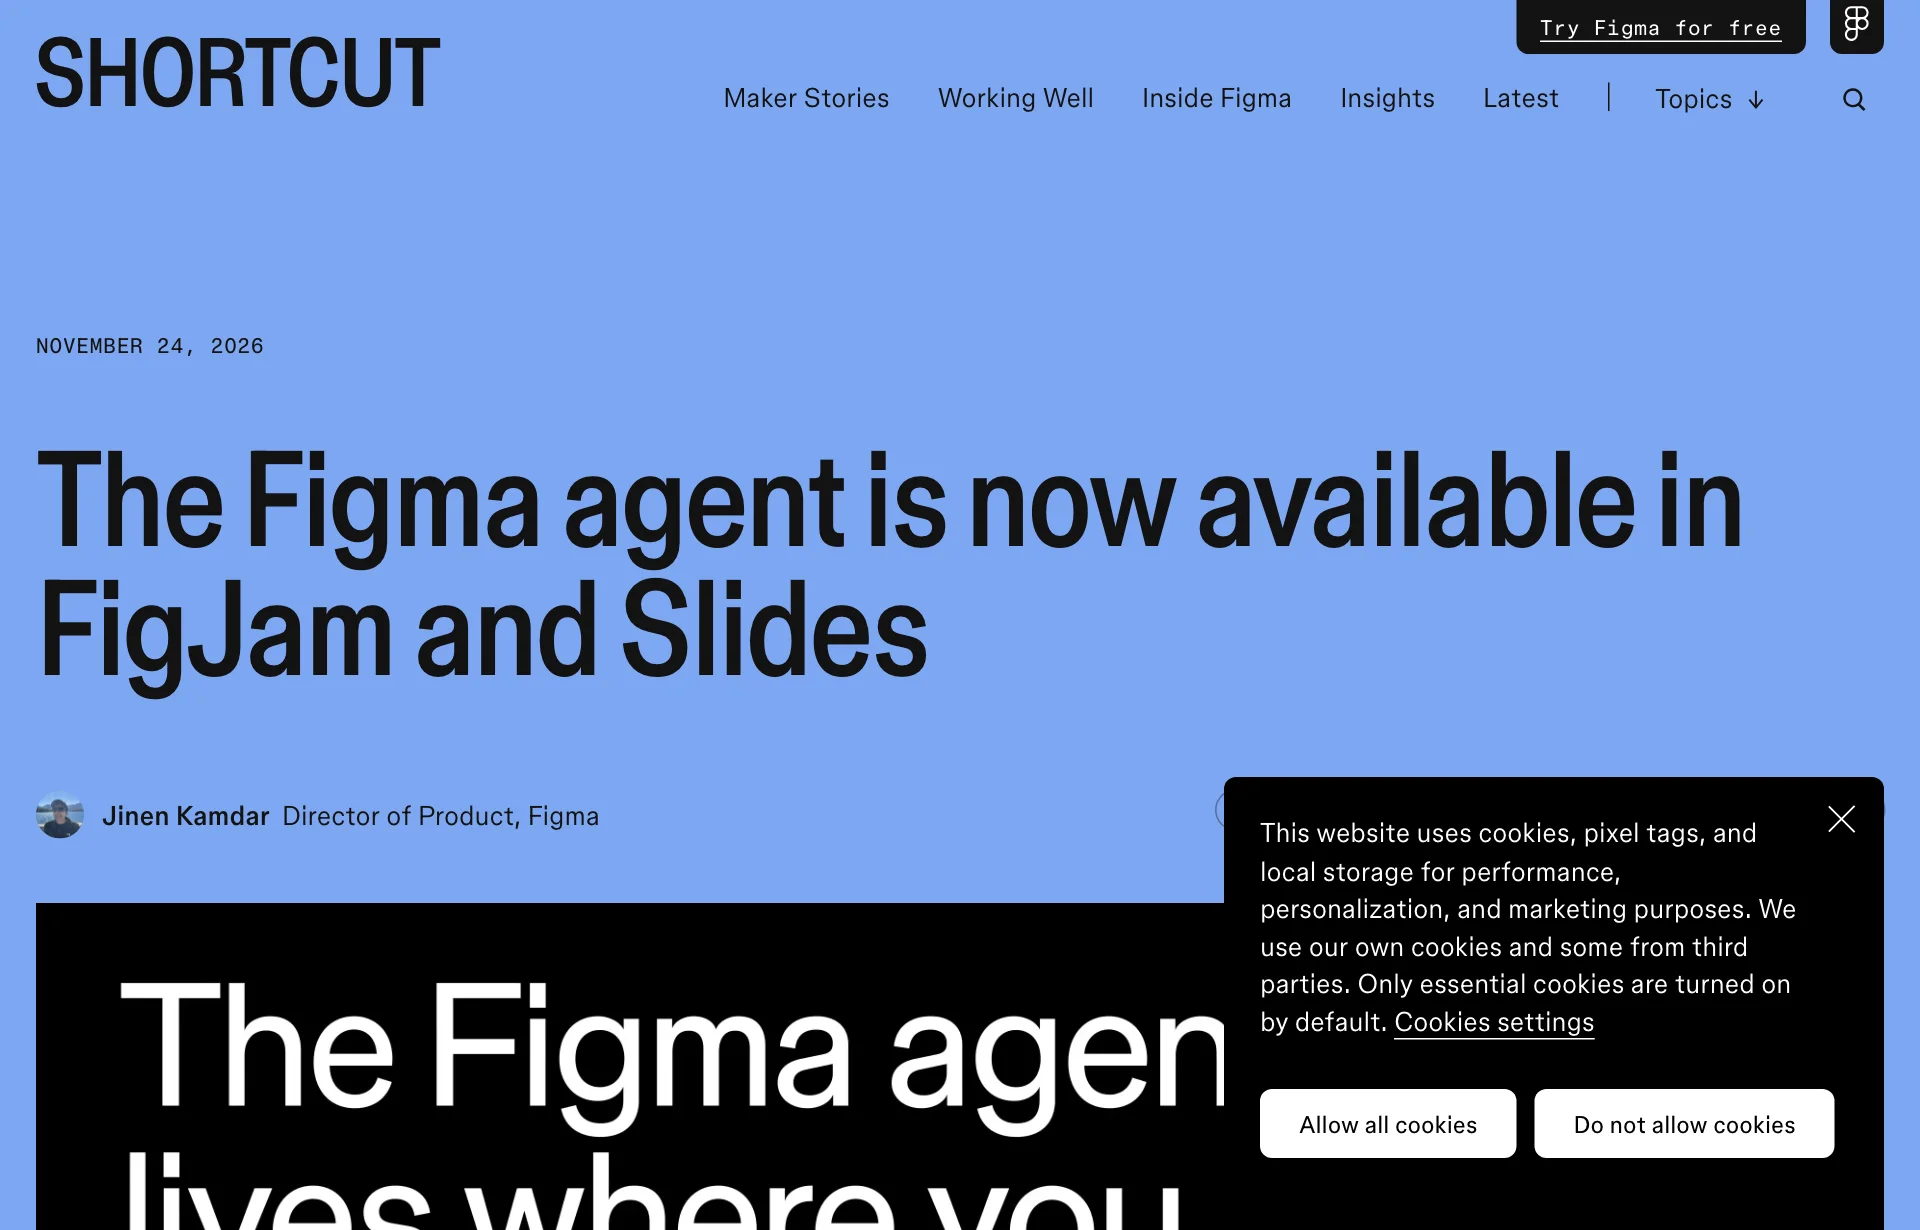 Try Figma for free
SHORTCUT
Maker Stories Working Well Inside Figma Insights Latest | Topics ↓
NOVEMBER 24, 2026
The Figma agent is now available in
FigJam and Slides
Jinen Kamdar Director of Product, Figma
The Figma agen
lives where you
This website uses cookies, pixel tags, and
local storage for performance,
personalization, and marketing purposes. We
use our own cookies and some from third
parties. Only essential cookies are turned on
by default. Cookies settings
Allow all cookies
Do not allow cookies